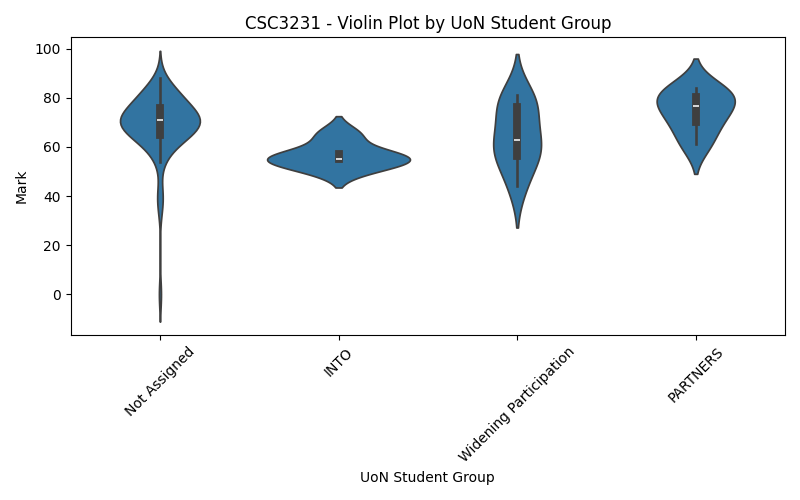 CSC3231 - Violin Plot by UoN Student Group
100
80
60
40
20
0
Mark
Not Assigned
INTO
Widening Participation
PARTNERS
UoN Student Group